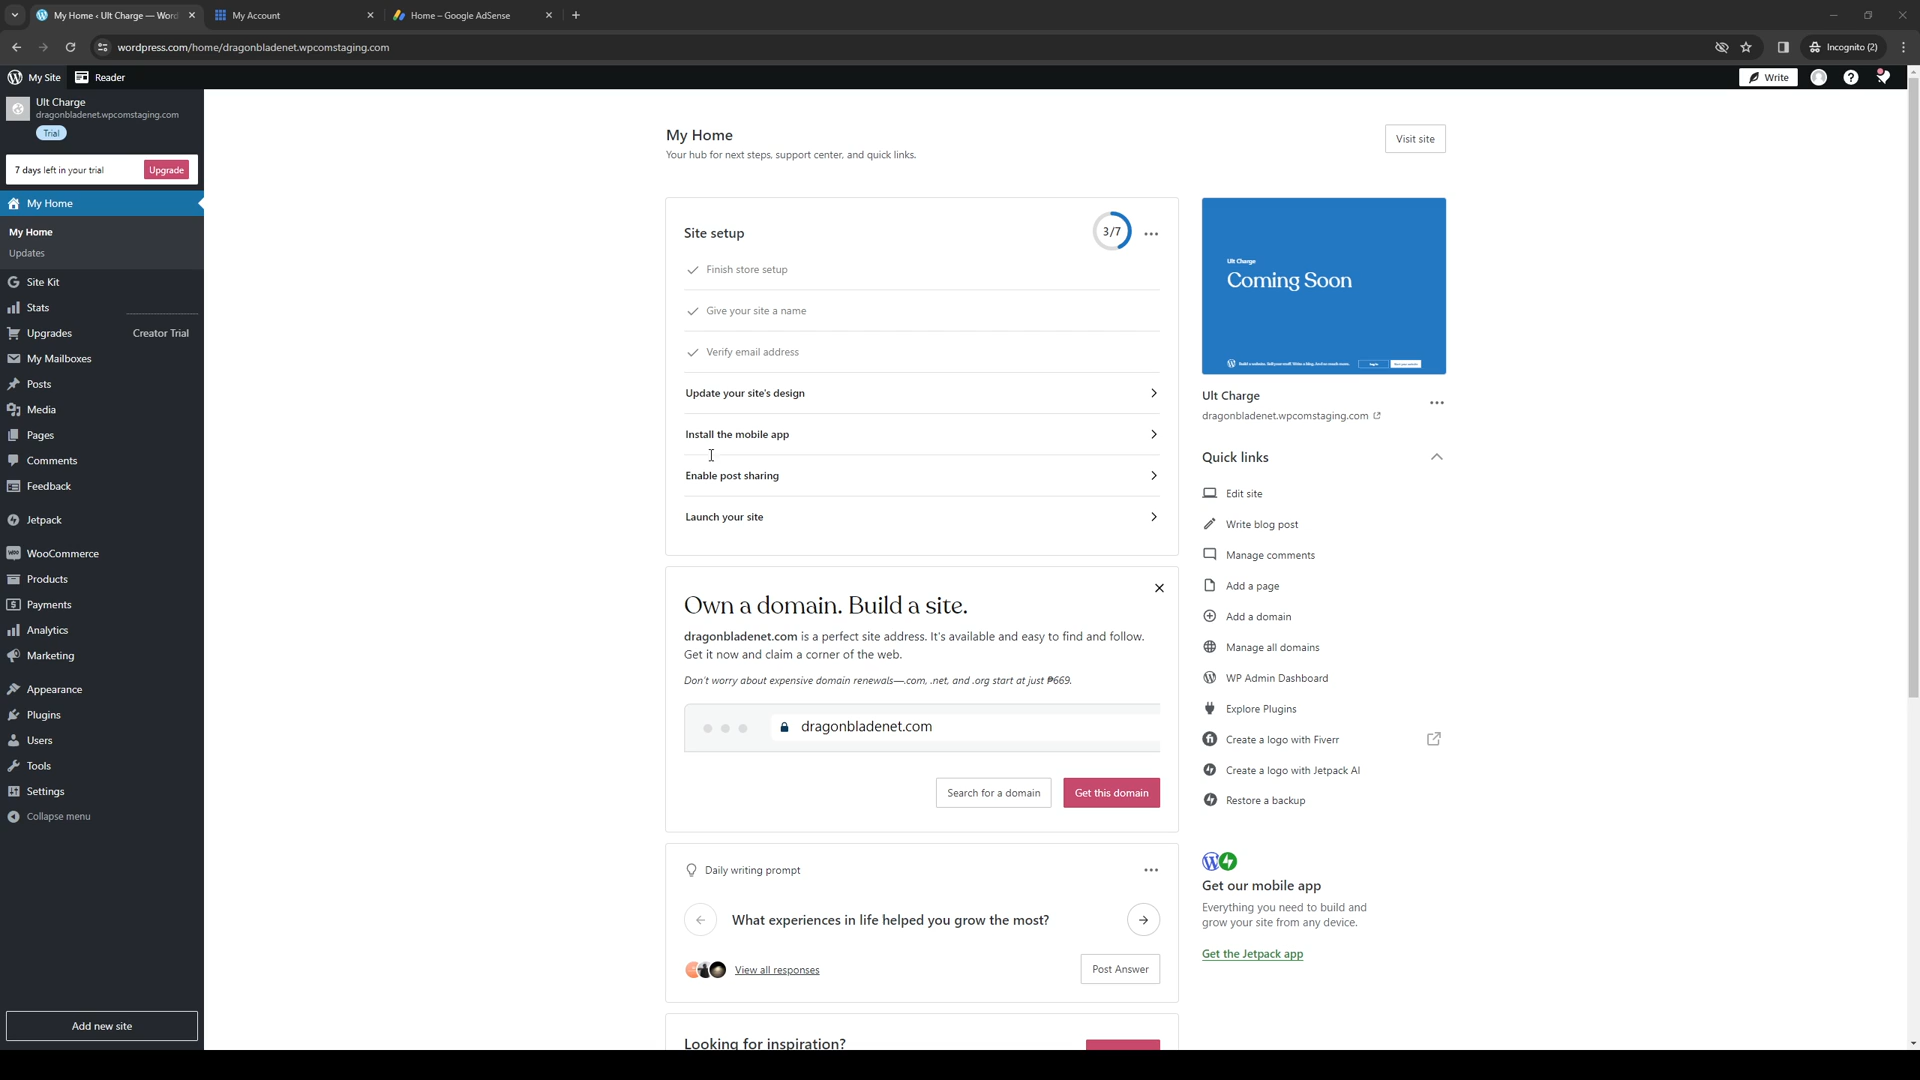 My Home ‹ Ult Charge — Word
My Account
Home – Google AdSense
wordpress.com/home/dragonbladenet.wpcomstaging.com
Incognito (2)
My Site
Reader
Write
Ult Charge
dragonbladenet.wpcomstaging.com
Trial
7 days left in your trial
Upgrade
My Home
My Home
Updates
Site Kit
Stats
Upgrades
Creator Trial
My Mailboxes
Posts
Media
Pages
Comments
Feedback
Jetpack
WooCommerce
Products
Payments
Analytics
Marketing
Appearance
Plugins
Users
Tools
Settings
Collapse menu
Add new site
My Home
Your hub for next steps, support center, and quick links.
Visit site
Site setup
3/7
Finish store setup
Give your site a name
Verify email address
Update your site's design
Install the mobile app
Enable post sharing
Launch your site
Own a domain. Build a site.
dragonbladenet.com is a perfect site address. It's available and easy to find and follow.
Get it now and claim a corner of the web.
Don't worry about expensive domain renewals—.com, .net, and .org start at just ₱669.
dragonbladenet.com
Search for a domain
Get this domain
Daily writing prompt
What experiences in life helped you grow the most?
View all responses
Post Answer
Looking for inspiration?
Ult Charge
Coming Soon
Ult Charge
dragonbladenet.wpcomstaging.com
Quick links
Edit site
Write blog post
Manage comments
Add a page
Add a domain
Manage all domains
WP Admin Dashboard
Explore Plugins
Create a logo with Fiverr
Create a logo with Jetpack AI
Restore a backup
Get our mobile app
Everything you need to build and
grow your site from any device.
Get the Jetpack app